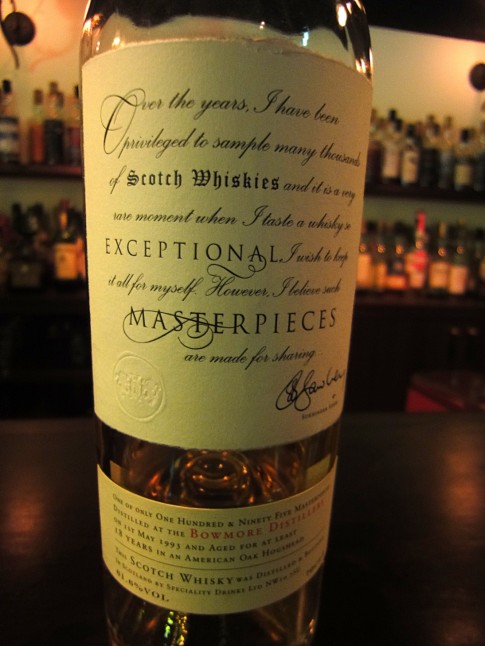 Over the years, I have been
privileged to sample many thousands
of Scotch Whiskies and it is a very
rare moment when I taste a whisky so
EXCEPTIONAL, I wish to keep
it all for myself. However, I believe such
MASTERPIECES
are made for sharing
ONE OF ONLY ONE HUNDRED & NINETY FIVE
DISTILLED AT THE BOWMORE DISTILLERY
ON 1ST MAY 1993 AND AGED FOR AT LEAST
18 YEARS IN AN AMERICAN OAK HOGSHEAD
THIS SCOTCH WHISKY WAS DISTILLED &
IN SCOTLAND BY SPECIALITY DRINKS LTD NW10
%VOL